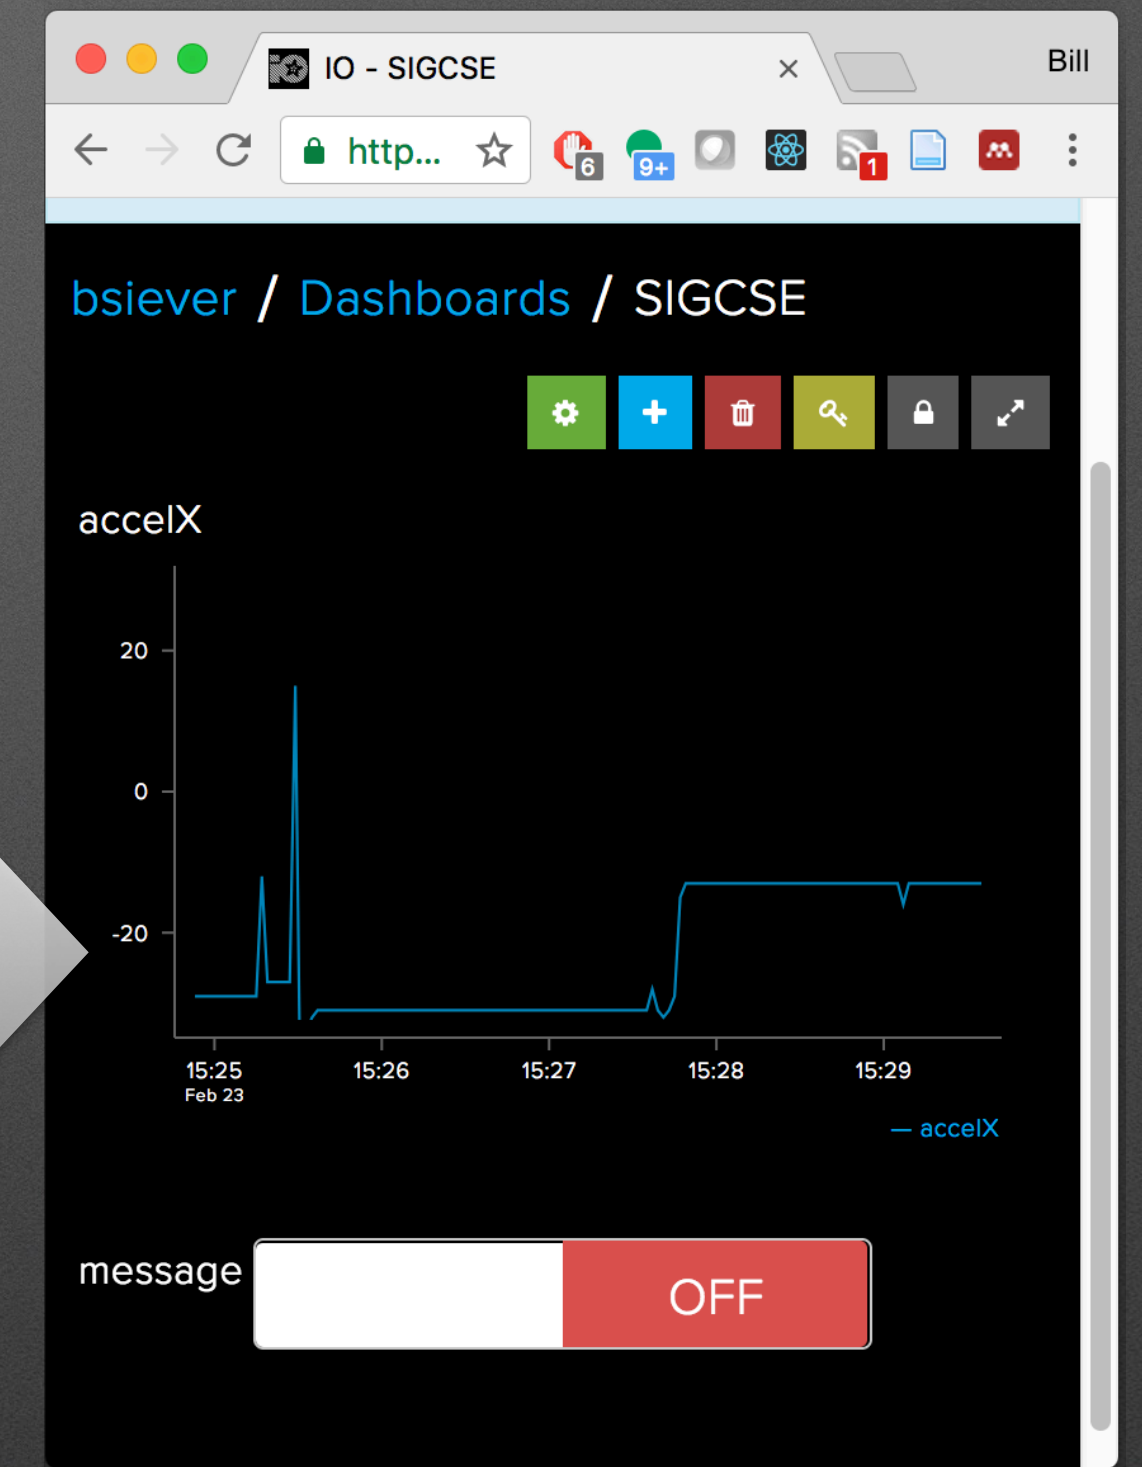 IO - SIGCSE
Bill
http...
6
9+
1
bsiever / Dashboards / SIGCSE
accelX
20
0
-20
15:25 15:26 15:27 15:28 15:29
Feb 23
accelX
message
OFF